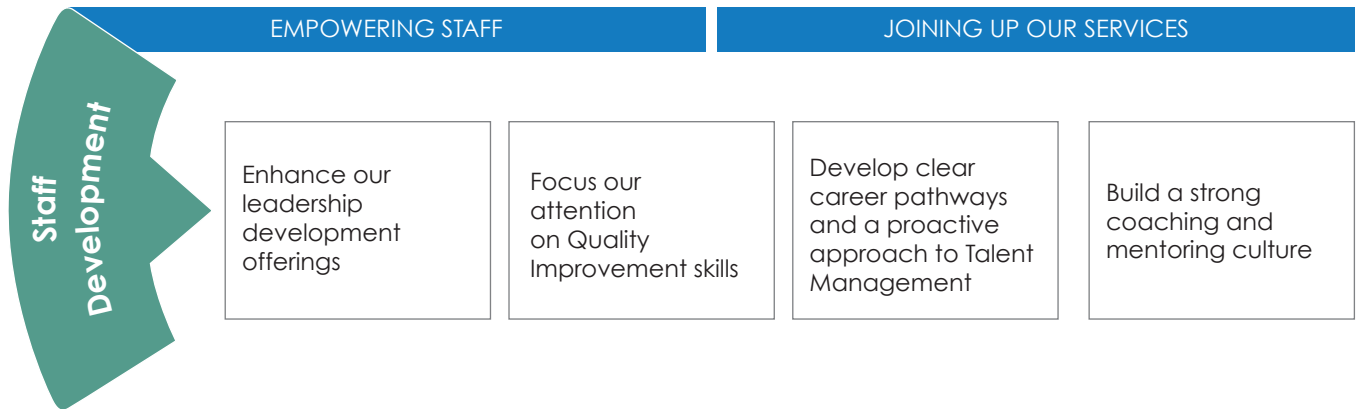 EMPOWERING STAFF
JOINING UP OUR SERVICES
Staff
Development
Enhance our
leadership
development
offerings
Focus our
attention
on Quality
Improvement skills
Develop clear
career pathways
and a proactive
approach to Talent
Management
Build a strong
coaching and
mentoring culture